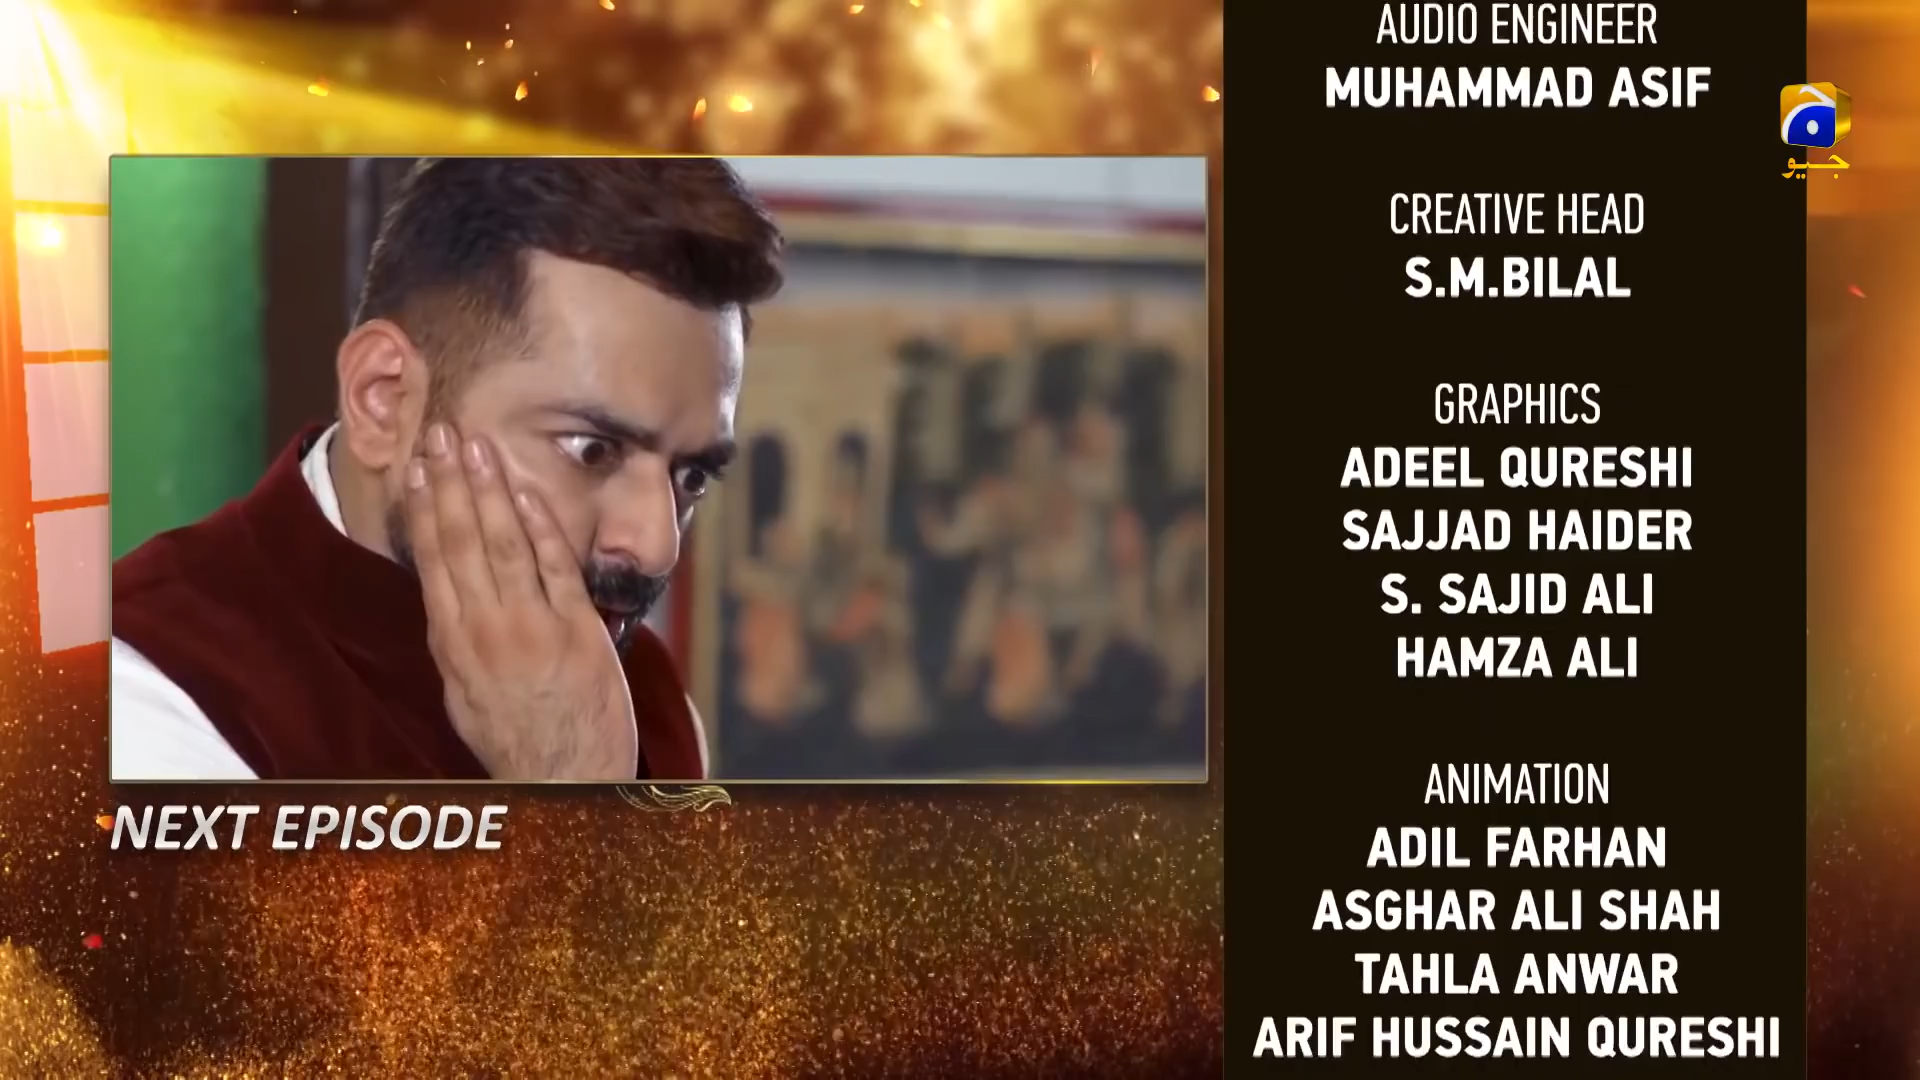 AUDIO ENGINEER
MUHAMMAD ASIF
جیو
CREATIVE HEAD
S.M.BILAL
GRAPHICS
ADEEL QURESHI
SAJJAD HAIDER
S. SAJID ALI
HAMZA ALI
ANIMATION
ADIL FARHAN
ASGHAR ALI SHAH
TAHLA ANWAR
ARIF HUSSAIN QURESHI
NEXT EPISODE